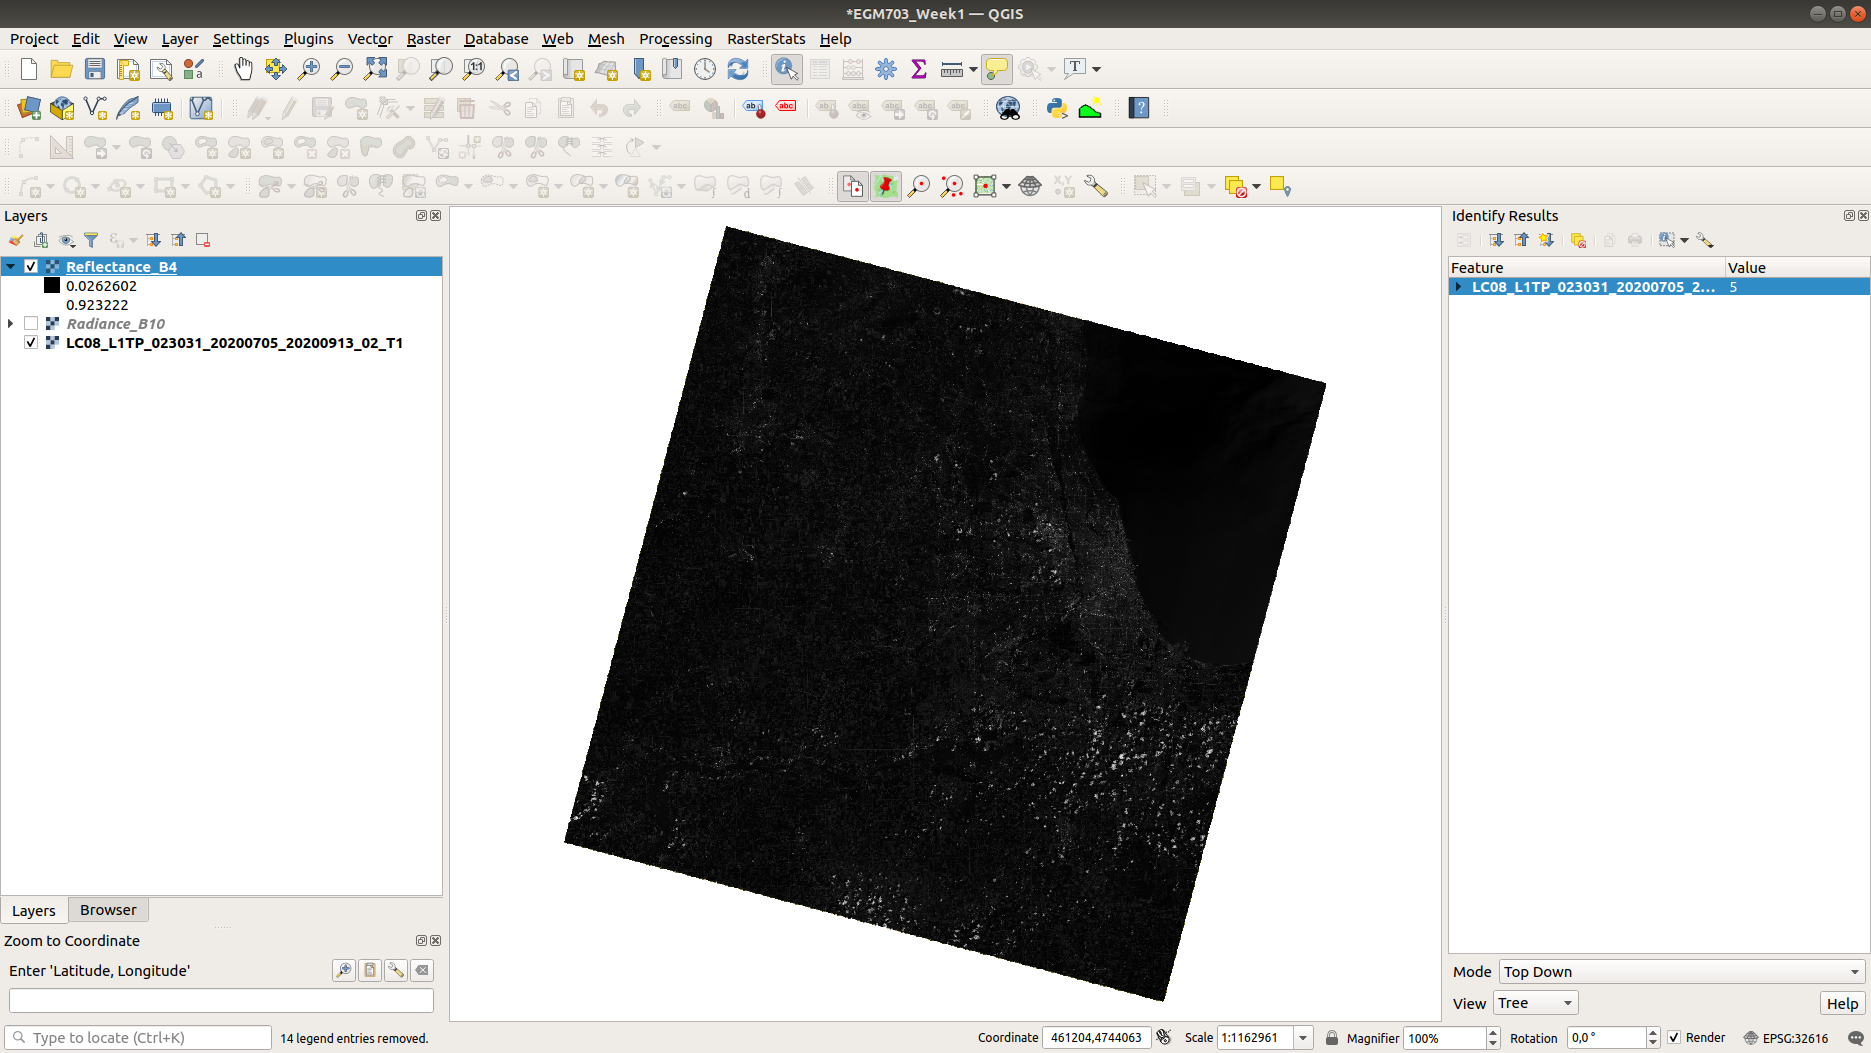 *EGM703_Week1 — QGIS
Project Edit View Layer Settings Plugins Vector Raster Database Web Mesh Processing RasterStats Help
Layers
Reflectance_B4
0.0262602
0.923222
Radiance_B10
LC08_L1TP_023031_20200705_20200913_02_T1
Layers Browser
Zoom to Coordinate
Enter 'Latitude, Longitude'
Identify Results
Feature Value
LC08_L1TP_023031_20200705_2... 5
Mode Top Down
View Tree Help
Type to locate (Ctrl+K) 14 legend entries removed. Coordinate 461204,4744063 Scale 1:1162961 Magnifier 100% Rotation 0,0 ° Render EPSG:32616